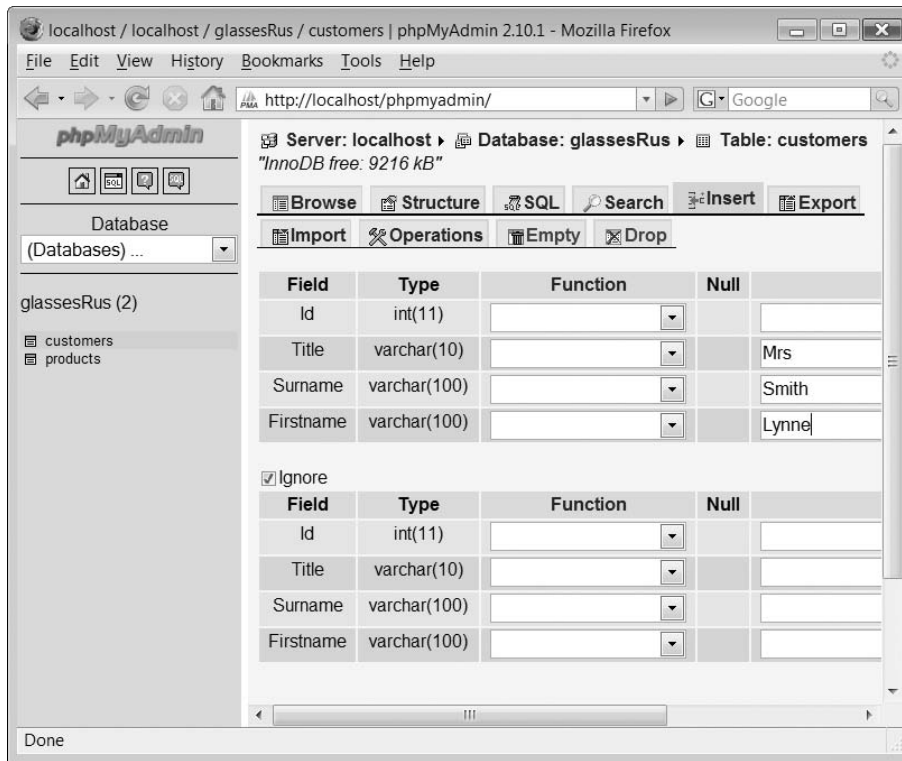 localhost / localhost / glassesRus / customers | phpMyAdmin 2.10.1 - Mozilla Firefox
File Edit View History Bookmarks Tools Help
PMA http://localhost/phpmyadmin/ G Google
phpMyAdmin
SQL ? SQL
Database
(Databases) ...
glassesRus (2)
customers
products
Server: localhost Database: glassesRus Table: customers
"InnoDB free: 9216 kB"
Browse Structure SQL Search Insert Export
Import Operations Empty Drop
Field Type Function Null
Id int(11)
Title varchar(10) Mrs
Surname varchar(100) Smith
Firstname varchar(100) Lynne
Ignore
Field Type Function Null
Id int(11)
Title varchar(10)
Surname varchar(100)
Firstname varchar(100)
Done